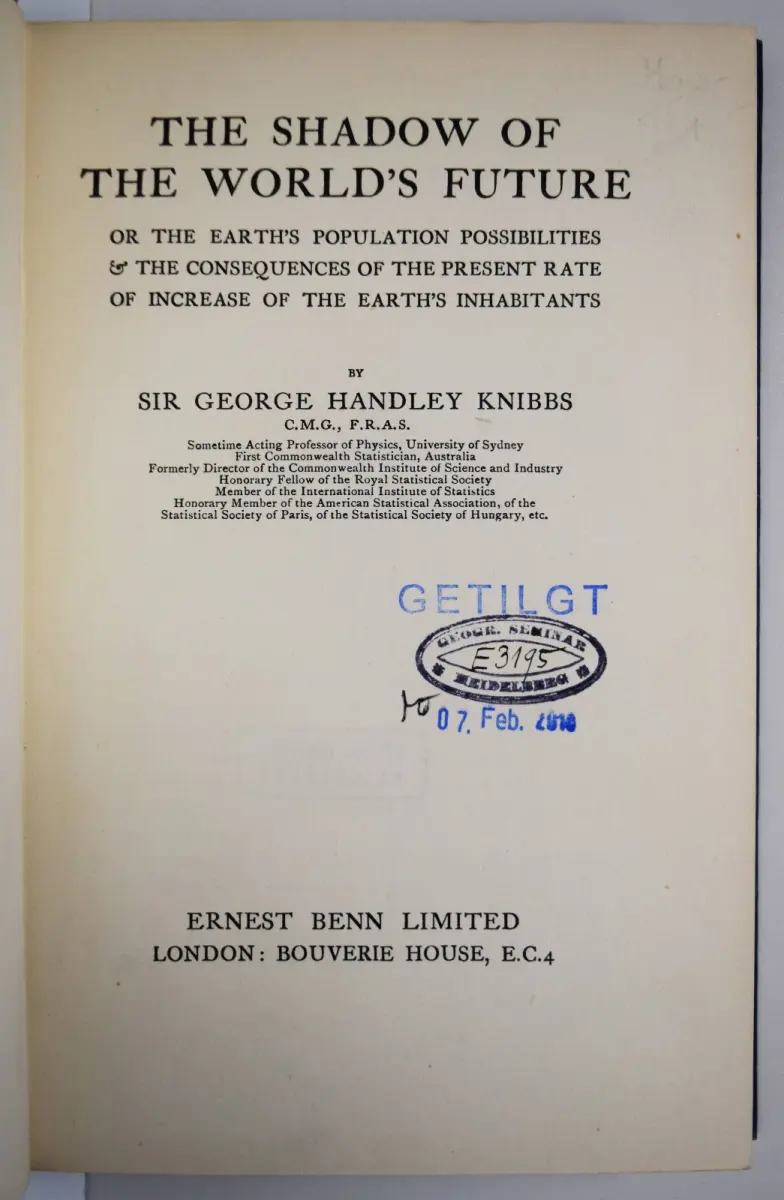 THE SHADOW OF
THE WORLD'S FUTURE
OR THE EARTH'S POPULATION POSSIBILITIES
& THE CONSEQUENCES OF THE PRESENT RATE
OF INCREASE OF THE EARTH'S INHABITANTS
BY
SIR GEORGE HANDLEY KNIBBS
C.M.G., F.R.A.S.
Sometime Acting Professor of Physics, University of Sydney
First Commonwealth Statistician, Australia
Formerly Director of the Commonwealth Institute of Science and Industry
Honorary Fellow of the Royal Statistical Society
Member of the International Institute of Statistics
Honorary Member of the American Statistical Association, of the
Statistical Society of Paris, of the Statistical Society of Hungary, etc.
GETILGT
GEOGR. SEMINAR
E3195
HEIDELBERG
07. Feb.
ERNEST BENN LIMITED
LONDON: BOUVERIE HOUSE, E.C.4